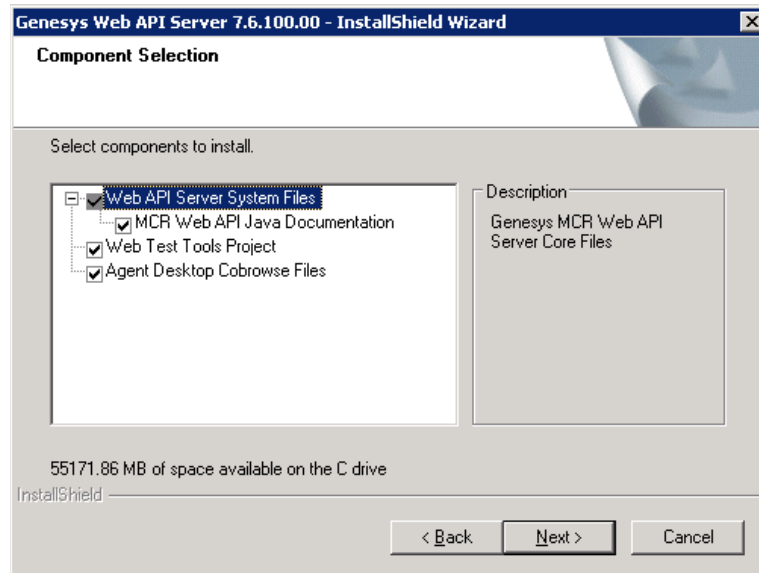 Genesys Web API Server 7.6.100.00 - InstallShield Wizard
Component Selection
Select components to install.
Web API Server System Files
MCR Web API Java Documentation
Web Test Tools Project
Agent Desktop Cobrowse Files
Description
Genesys MCR Web API
Server Core Files
55171.86 MB of space available on the C drive
InstallShield
< Back
Next >
Cancel